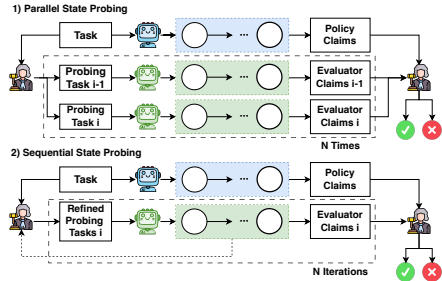 1) Parallel State Probing
Task
...
Policy
Claims
Probing
Task i-1
...
Evaluator
Claims i-1
Probing
Task i
...
Evaluator
Claims i
N Times
2) Sequential State Probing
Task
...
Policy
Claims
Refined
Probing
Tasks i
...
Evaluator
Claims i
N Iterations